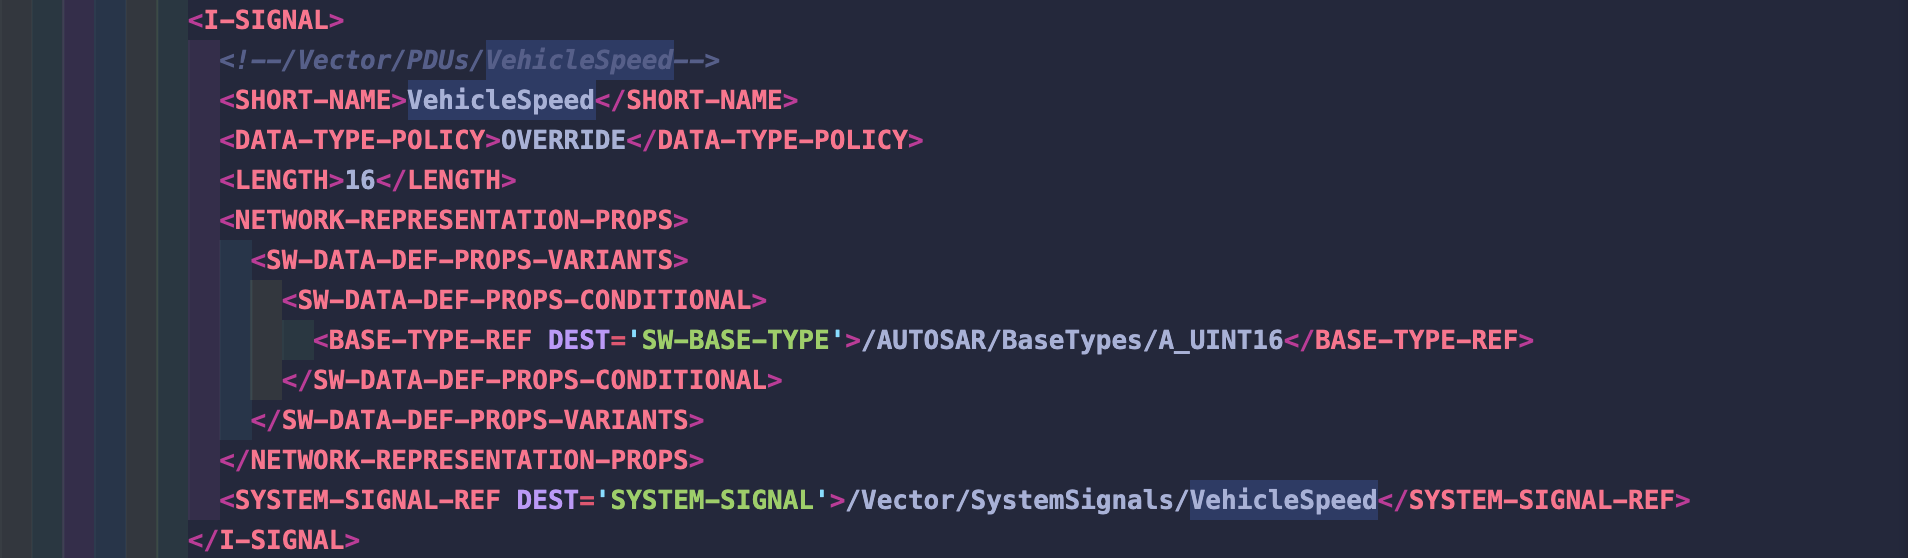 <I-SIGNAL>
<!--/Vector/PDUs/VehicleSpeed-->
<SHORT-NAME>VehicleSpeed</SHORT-NAME>
<DATA-TYPE-POLICY>OVERRIDE</DATA-TYPE-POLICY>
<LENGTH>16</LENGTH>
<NETWORK-REPRESENTATION-PROPS>
<SW-DATA-DEF-PROPS-VARIANTS>
<SW-DATA-DEF-PROPS-CONDITIONAL>
<BASE-TYPE-REF DEST='SW-BASE-TYPE'>/AUTOSAR/BaseTypes/A_UINT16</BASE-TYPE-REF>
</SW-DATA-DEF-PROPS-CONDITIONAL>
</SW-DATA-DEF-PROPS-VARIANTS>
</NETWORK-REPRESENTATION-PROPS>
<SYSTEM-SIGNAL-REF DEST='SYSTEM-SIGNAL'>/Vector/SystemSignals/VehicleSpeed</SYSTEM-SIGNAL-REF>
</I-SIGNAL>